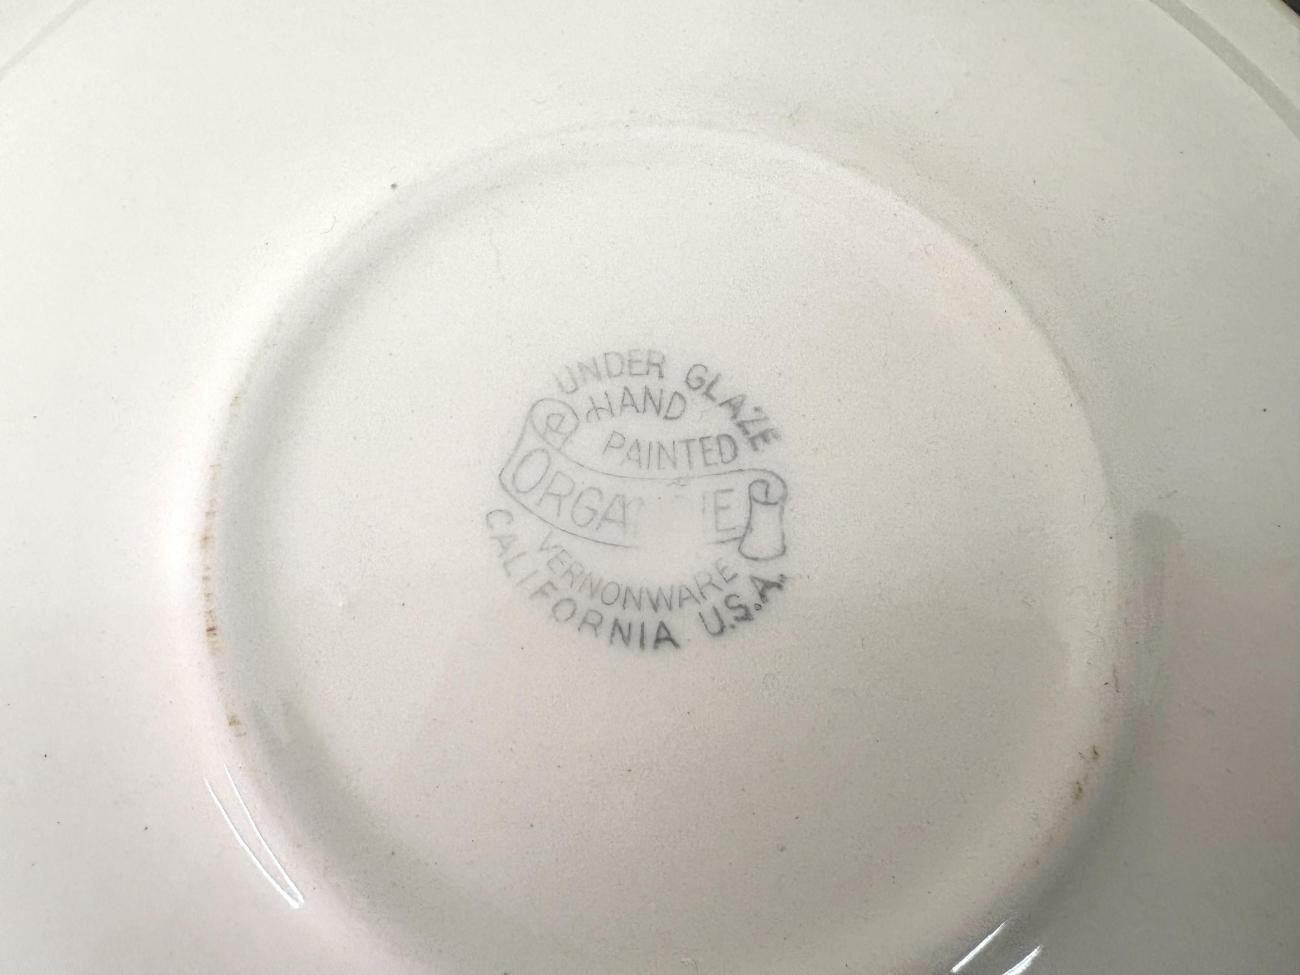 UNDER GLAZE
HAND
PAINTED
VERNONWARE
CALIFORNIA U.S.A.